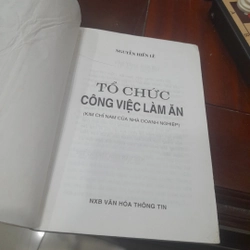 NGUYỄN HIẾN LÊ
TỔ CHỨC
CÔNG VIỆC LÀM ĂN
(KIM CHỈ NAM CỦA NHÀ DOANH NGHIỆP)
NXB VĂN HÓA THÔNG TIN